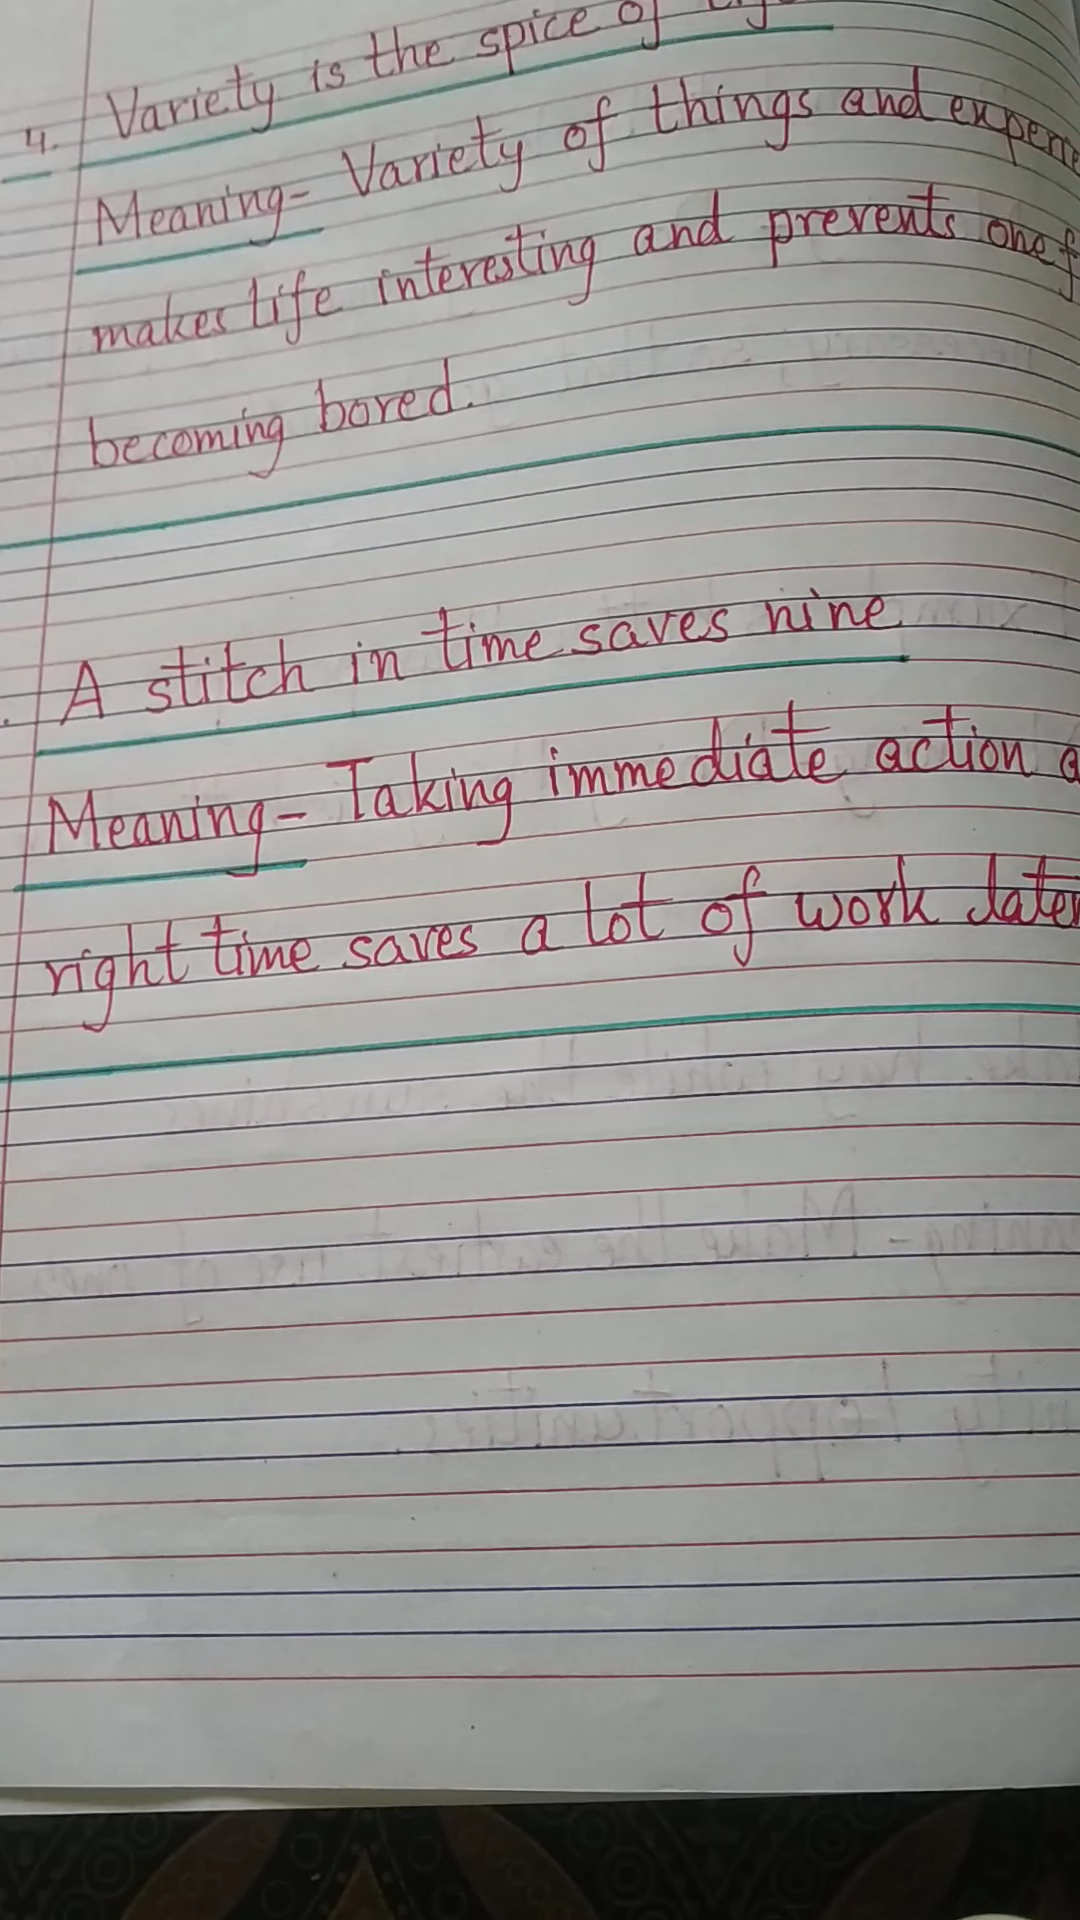 4. Variety is the spice of
Meaning- Variety of things and
makes life interesting and prevents one
becoming bored.
A stitch in time saves nine
Meaning- Taking immediate action
right time saves a lot of work later